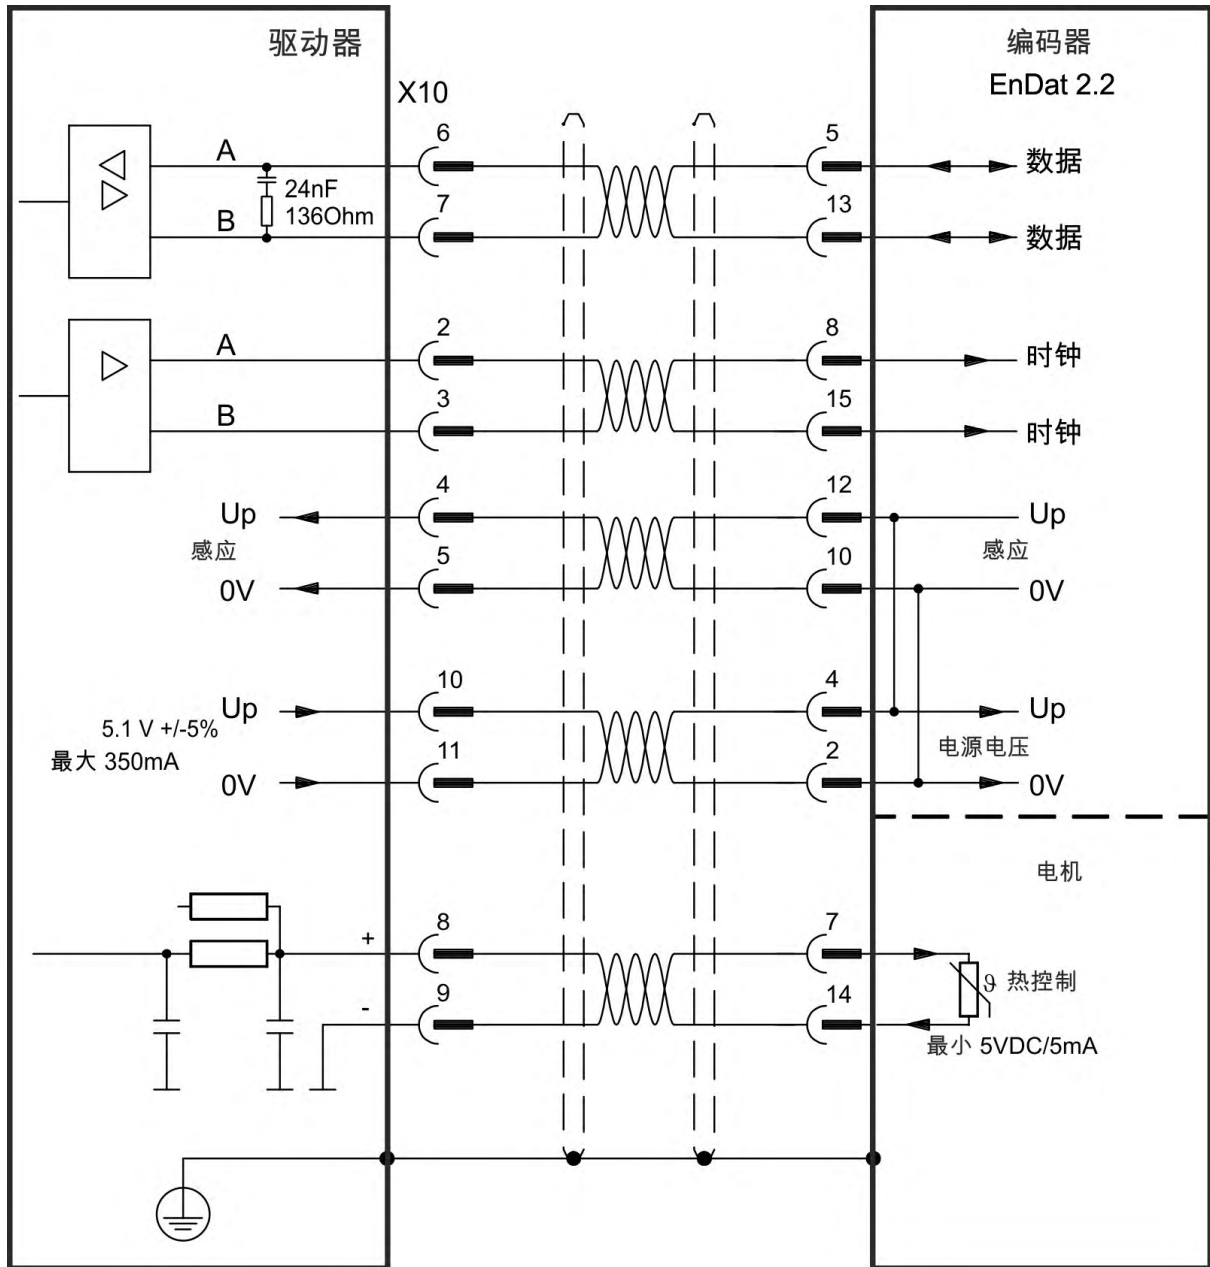 驱动器
编码器
EnDat 2.2
X10
A
6
5
数据
24nF
136Ohm
B
7
13
数据
A
2
8
时钟
B
3
15
时钟
Up
4
12
Up
感应
感应
0V
5
10
0V
Up
10
4
Up
5.1 V +/-5%
最大 350mA
电源电压
0V
11
2
0V
电机
+
8
7
ϑ 热控制
-
9
14
最小 5VDC/5mA